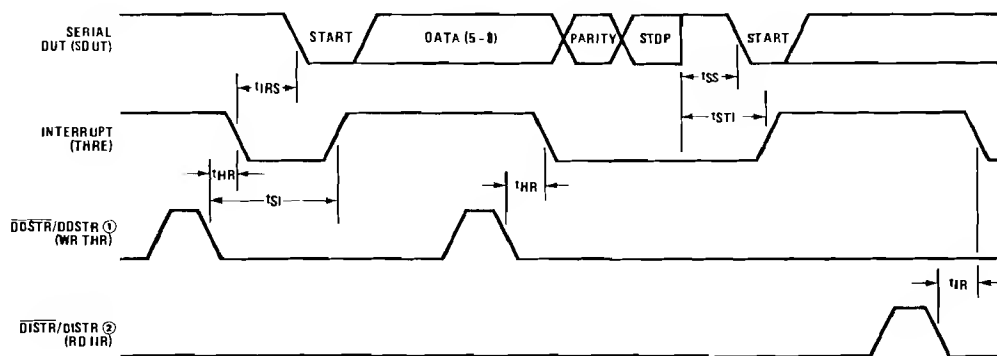 SERIAL
OUT (SOUT)
START
DATA (5 - 8)
PARITY
STOP
START
tIRS
tSS
tSTI
INTERRUPT
(THRE)
tHR
tSI
tHR
DOSTR/DOSTR ①
(WR THR)
tIR
DISTR/DISTR ②
(RD IIR)